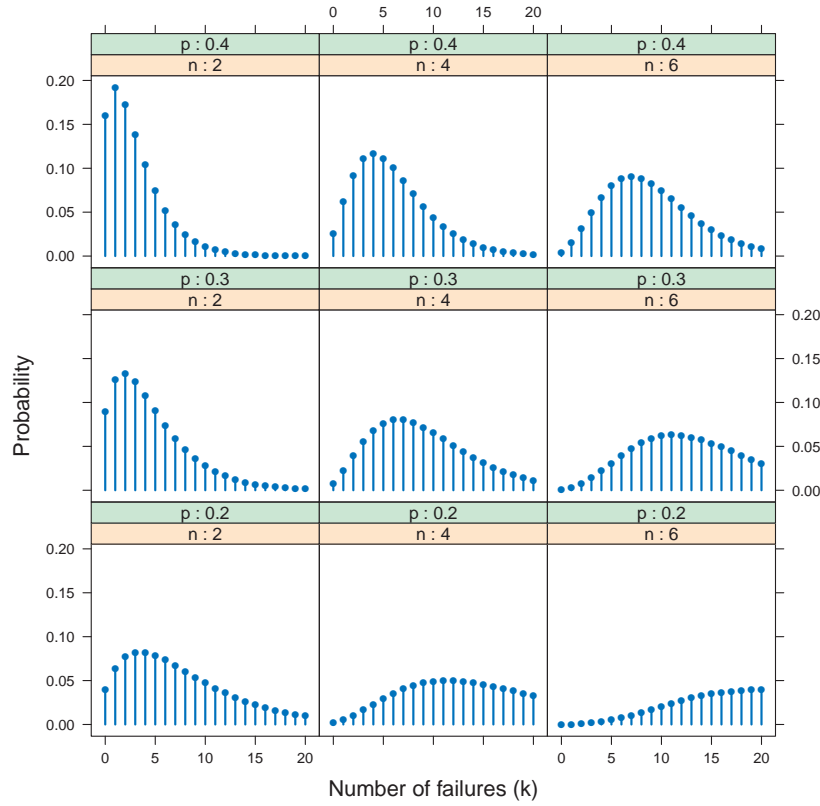 0 5 10 15 20
p : 0.4 p : 0.4 p : 0.4
n : 2 n : 4 n : 6
0.20
0.15
0.10
0.05
0.00
p : 0.3 p : 0.3 p : 0.3
n : 2 n : 4 n : 6
0.20
0.15
0.10
0.05
0.00
Probability
p : 0.2 p : 0.2 p : 0.2
n : 2 n : 4 n : 6
0.20
0.15
0.10
0.05
0.00
0 5 10 15 20 0 5 10 15 20
Number of failures (k)